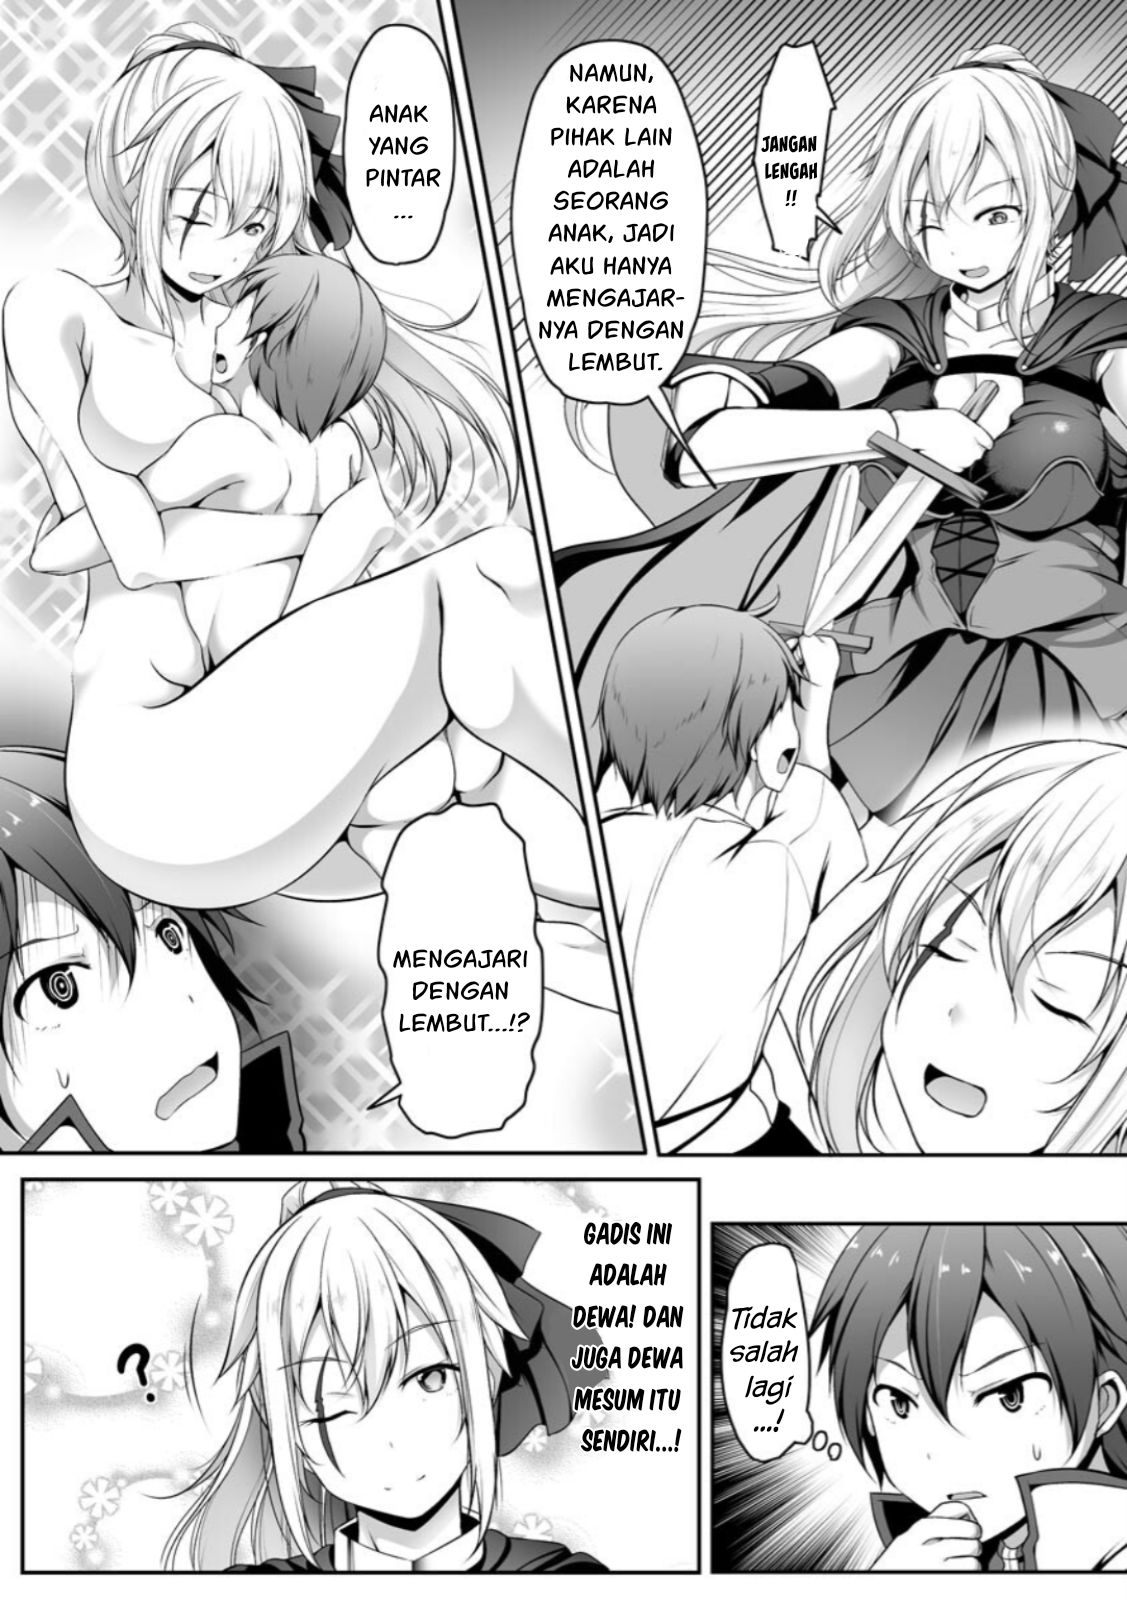 JANGAN
LENGAH
!!
NAMUN,
KARENA
PIHAK LAIN
ADALAH
SEORANG
ANAK, JADI
AKU HANYA
MENGAJAR-
NYA DENGAN
LEMBUT.
ANAK
YANG
PINTAR
...
MENGAJARI
DENGAN
LEMBUT...!?
Tidak
salah
lagi
....!
GADIS INI
ADALAH
DEWA! DAN
JUGA DEWA
MESUM ITU
SENDIRI...!
?